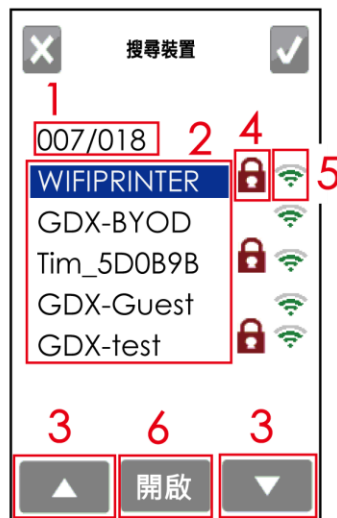 搜尋裝置
1
007/018
2
4
WIFIPRINTER
5
GDX-BYOD
Tim_5D0B9B
GDX-Guest
GDX-test
3
6
3
開啟